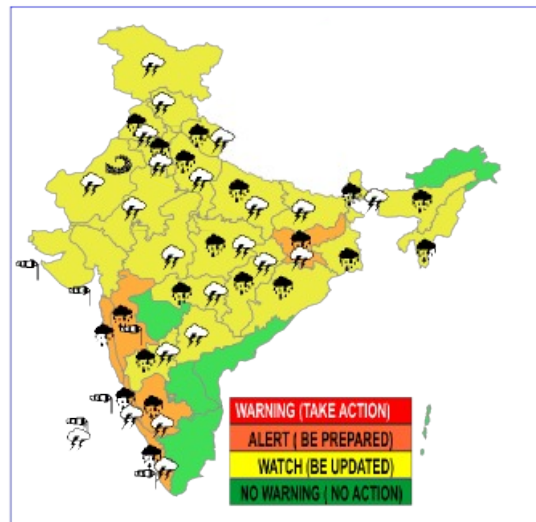 WARNING (TAKE ACTION)
ALERT ( BE PREPARED)
WATCH (BE UPDATED)
NO WARNING ( NO ACTION)